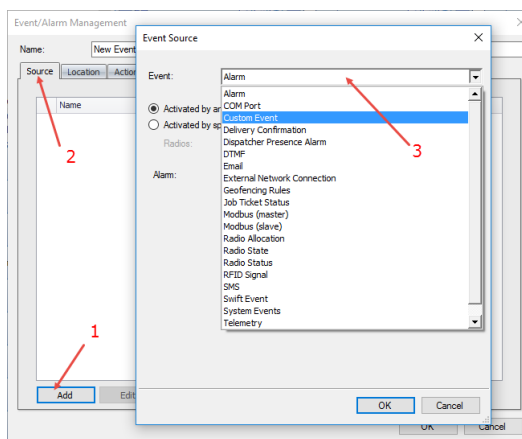 Event/Alarm Management
Event Source
Name:
New Event
Source
Location
Action
Event:
Alarm
Name
Activated by an
Activated by sp
Radios:
Alarm:
Alarm
COM Port
Custom Event
Delivery Confirmation
Dispatcher Presence Alarm
DTMF
Email
External Network Connection
Geofencing Rules
Job Ticket Status
Modbus (master)
Modbus (slave)
Radio Allocation
Radio State
Radio Status
RFID Signal
SMS
Swift Event
System Events
Telemetry
2
3
1
Add
Edit
OK
Cancel
OK
Cancel